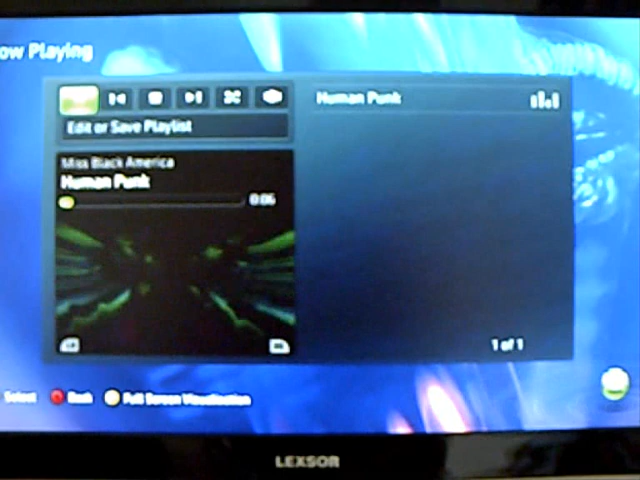 ow Playing
Edit or Save Playlist
Miss Black America
Human Punk
0:06
Human Punk
1 of 1
Select
Back
Full Screen Visualisation
LEXSOR